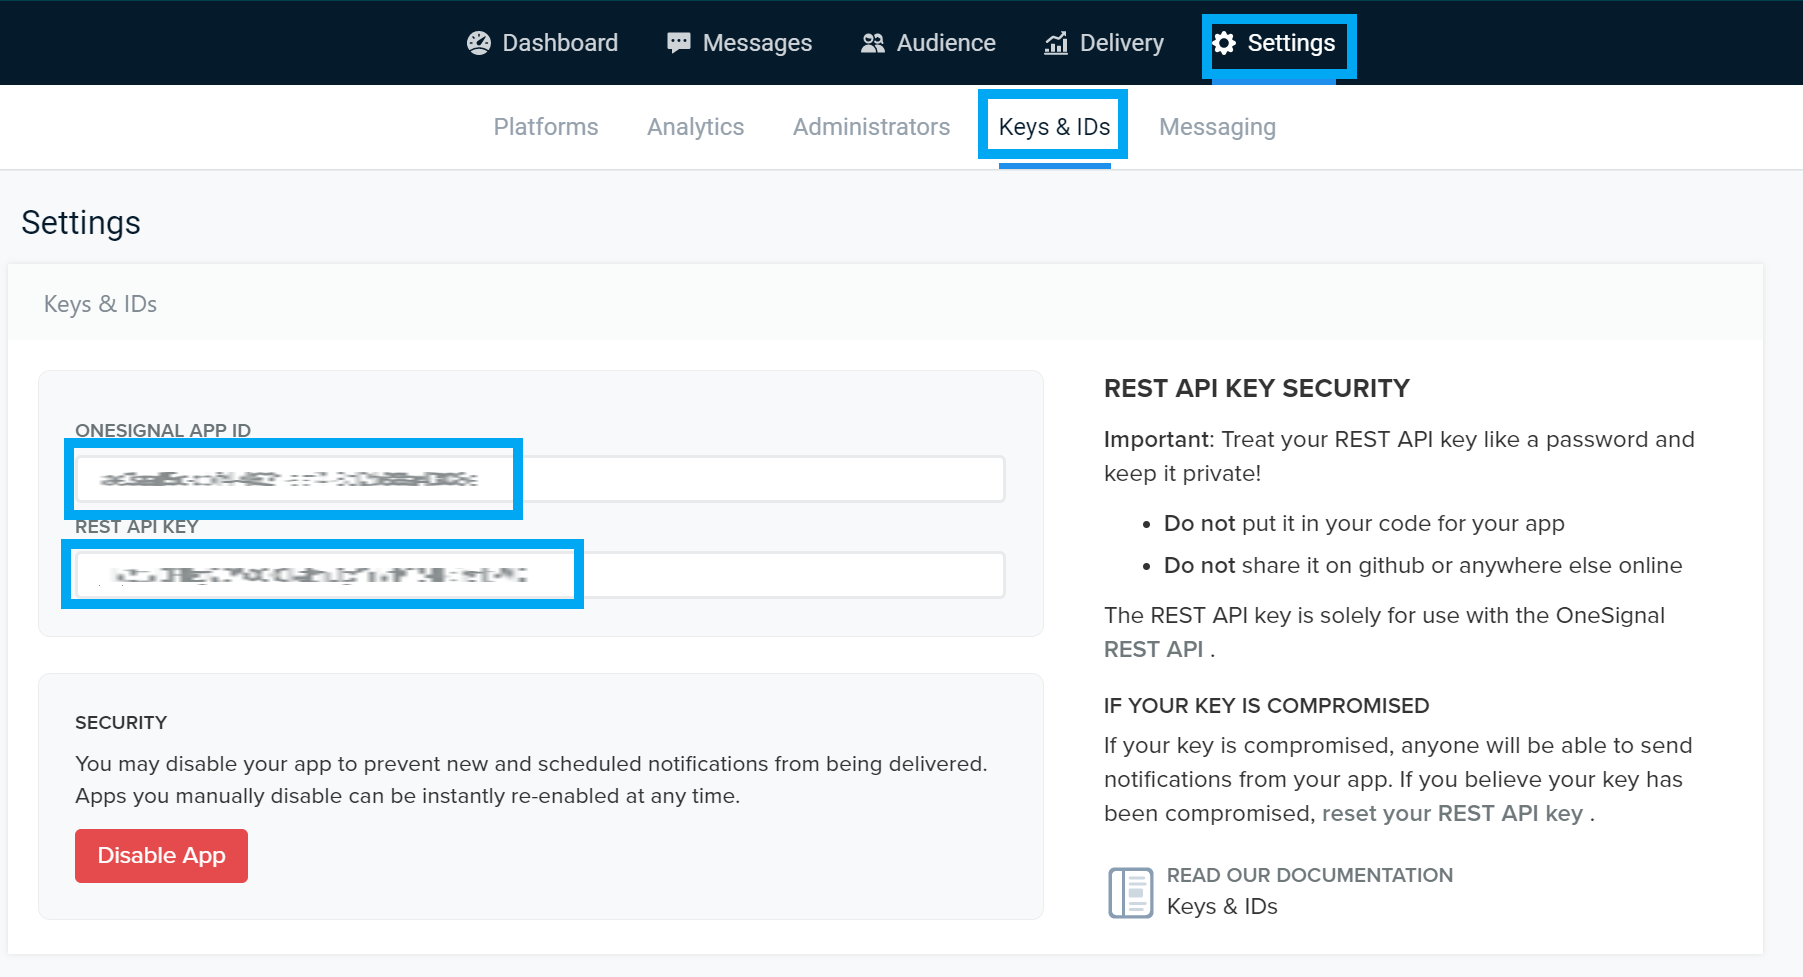 Dashboard Messages Audience Delivery Settings
Platforms Analytics Administrators Keys & IDs Messaging
Settings
Keys & IDs
ONESIGNAL APP ID
REST API KEY
SECURITY
You may disable your app to prevent new and scheduled notifications from being delivered.
Apps you manually disable can be instantly re-enabled at any time.
Disable App
REST API KEY SECURITY
Important: Treat your REST API key like a password and
keep it private!
• Do not put it in your code for your app
• Do not share it on github or anywhere else online
The REST API key is solely for use with the OneSignal
REST API .
IF YOUR KEY IS COMPROMISED
If your key is compromised, anyone will be able to send
notifications from your app. If you believe your key has
been compromised, reset your REST API key .
READ OUR DOCUMENTATION
Keys & IDs